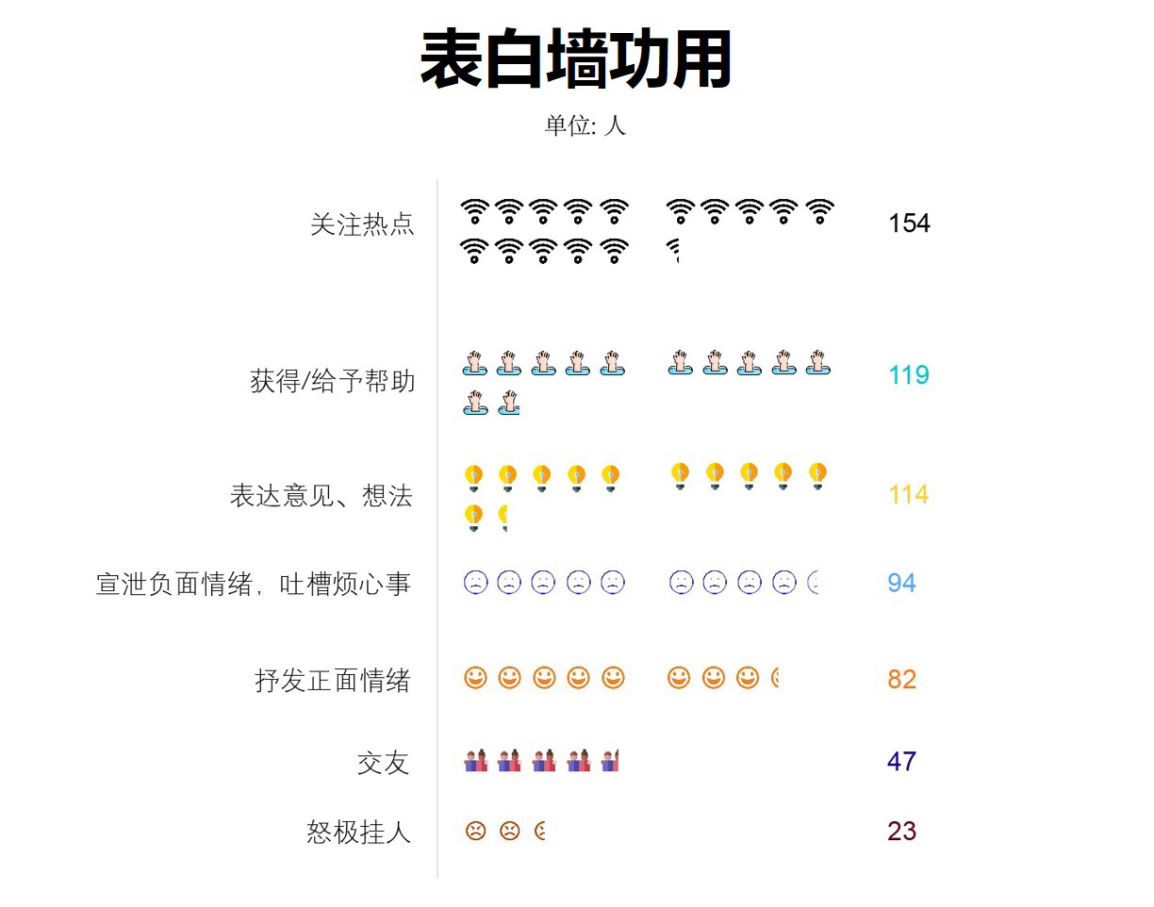 表白墙功用
单位: 人
关注热点 154
获得/给予帮助 119
表达意见、想法 114
宣泄负面情绪，吐槽烦心事 94
抒发正面情绪 82
交友 47
怒极挂人 23